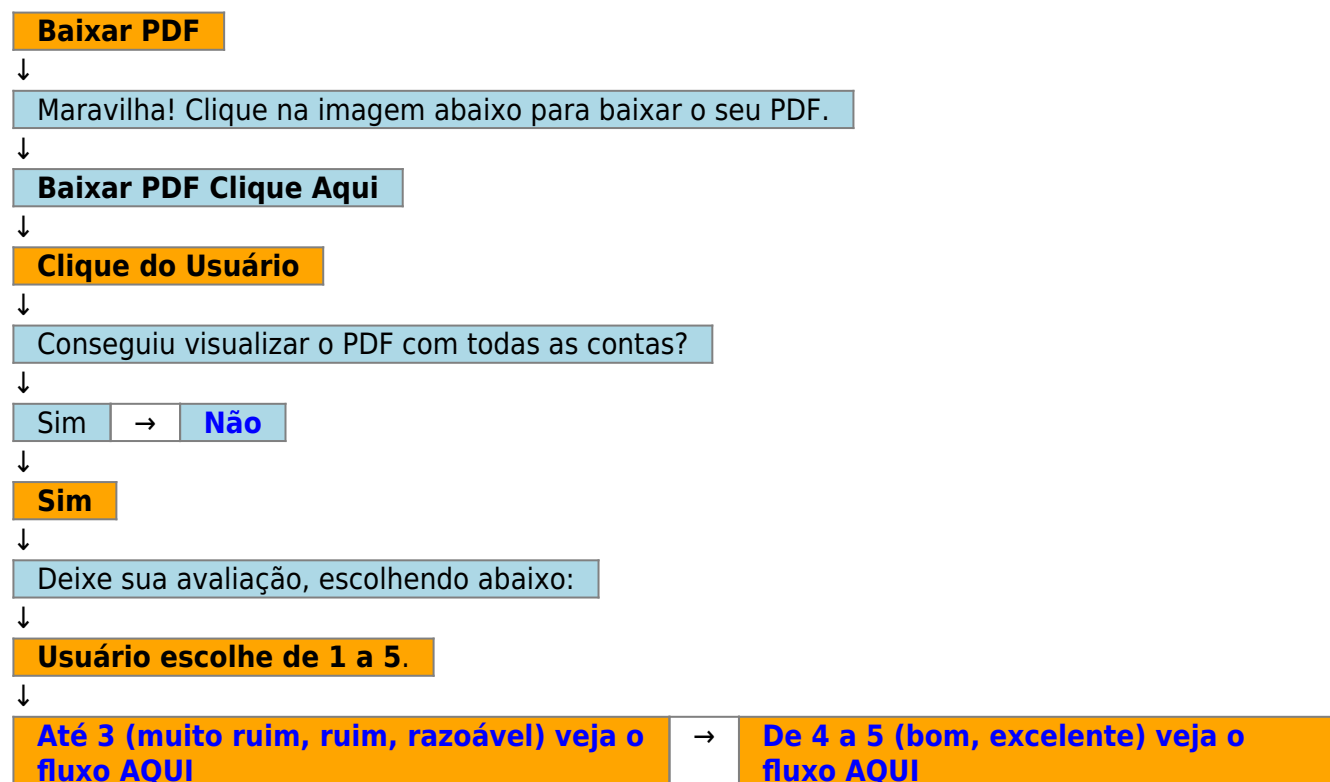 Baixar PDF
↓
Maravilha! Clique na imagem abaixo para baixar o seu PDF.
↓
Baixar PDF Clique Aqui
↓
Clique do Usuário
↓
Conseguiu visualizar o PDF com todas as contas?
↓
Sim → Não
↓
Sim
↓
Deixe sua avaliação, escolhendo abaixo:
↓
Usuário escolhe de 1 a 5.
↓
Até 3 (muito ruim, ruim, razoável) veja o
fluxo AQUI
→
De 4 a 5 (bom, excelente) veja o
fluxo AQUI